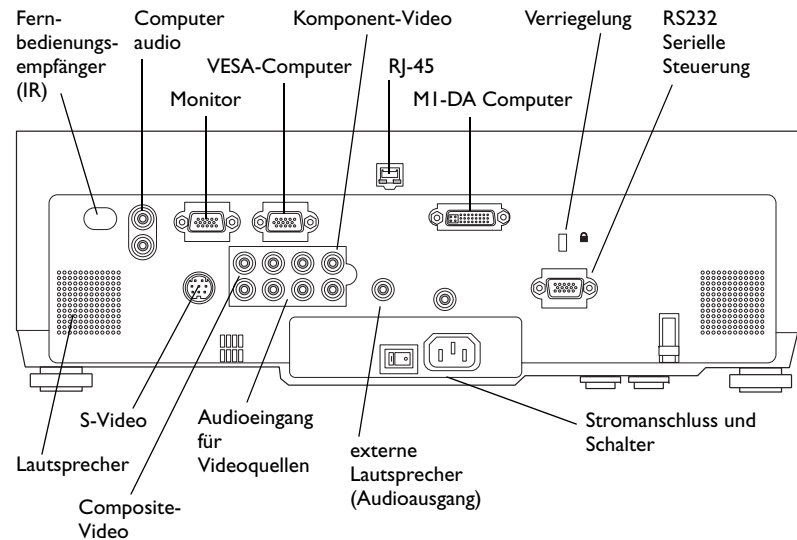 Fern-
bedienungs-
empfänger
(IR)
Computer
audio
Komponent-Video
Verriegelung
RS232
Serielle
Steuerung
VESA-Computer
RJ-45
Monitor
M1-DA Computer
S-Video
Audioeingang
für
Videoquellen
Stromanschluss und
Schalter
Lautsprecher
externe
Lautsprecher
(Audioausgang)
Composite-
Video